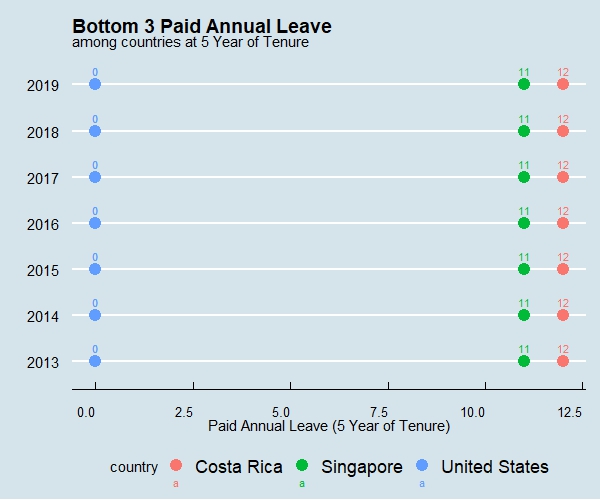 Bottom 3 Paid Annual Leave
among countries at 5 Year of Tenure
0 11 12
2019
0 11 12
2018
0 11 12
2017
0 11 12
2016
0 11 12
2015
0 11 12
2014
0 11 12
2013
0.0 2.5 5.0 7.5 10.0 12.5
Paid Annual Leave (5 Year of Tenure)
country Costa Rica Singapore United States
a a a